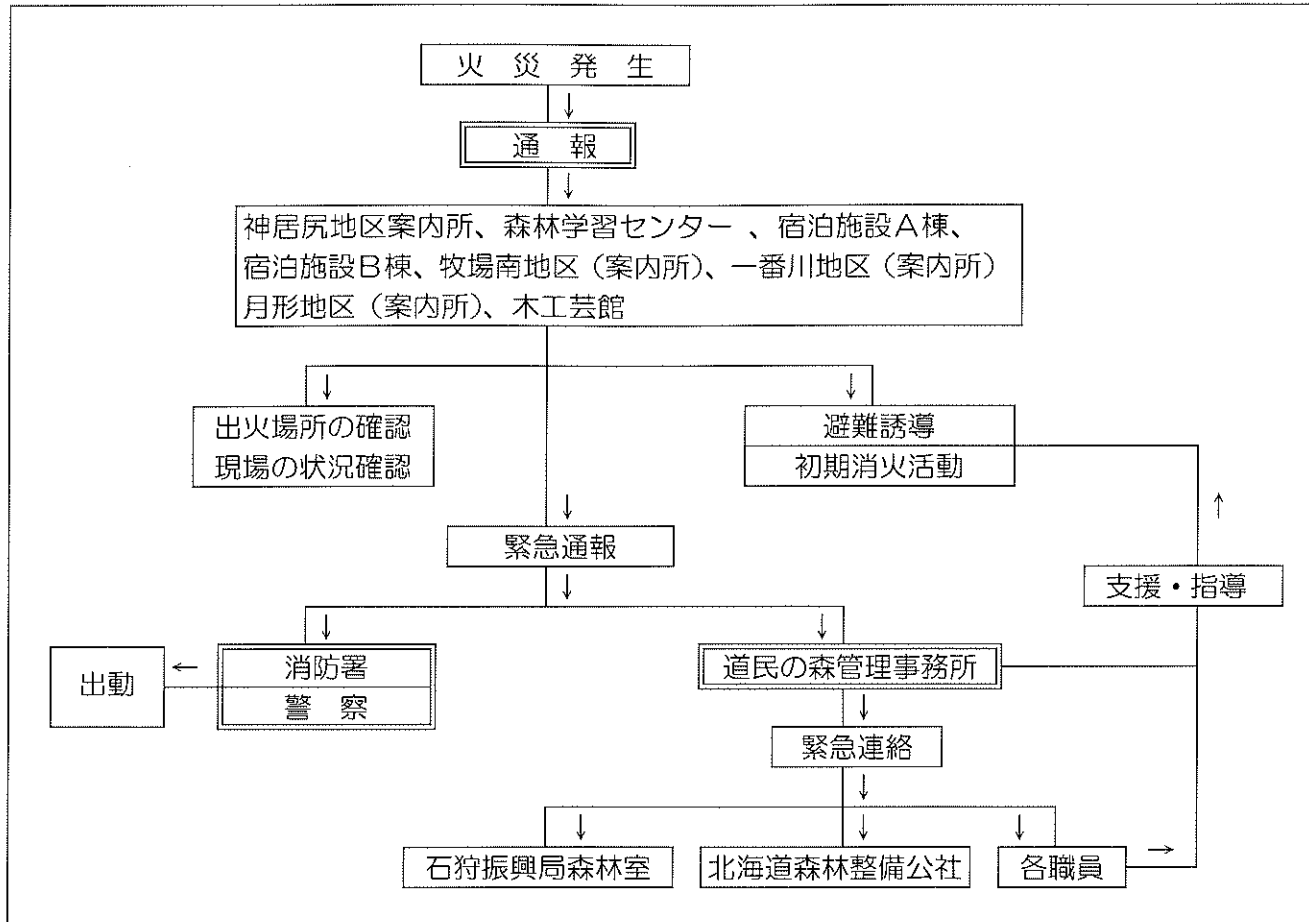 火 災 発 生
↓
通 報
↓
神居尻地区案内所、森林学習センター 、宿泊施設A棟、
宿泊施設B棟、牧場南地区（案内所）、一番川地区（案内所）
月形地区（案内所）、木工芸館
↓ ↓
出火場所の確認
現場の状況確認
避難誘導
初期消火活動
↓
緊急通報
↑
支援・指導
↓
↓ ↓
出動
←
消防署
警 察
道民の森管理事務所
↓
緊急連絡
↓
↓ ↓ ↓
石狩振興局森林室
北海道森林整備公社
各職員
→